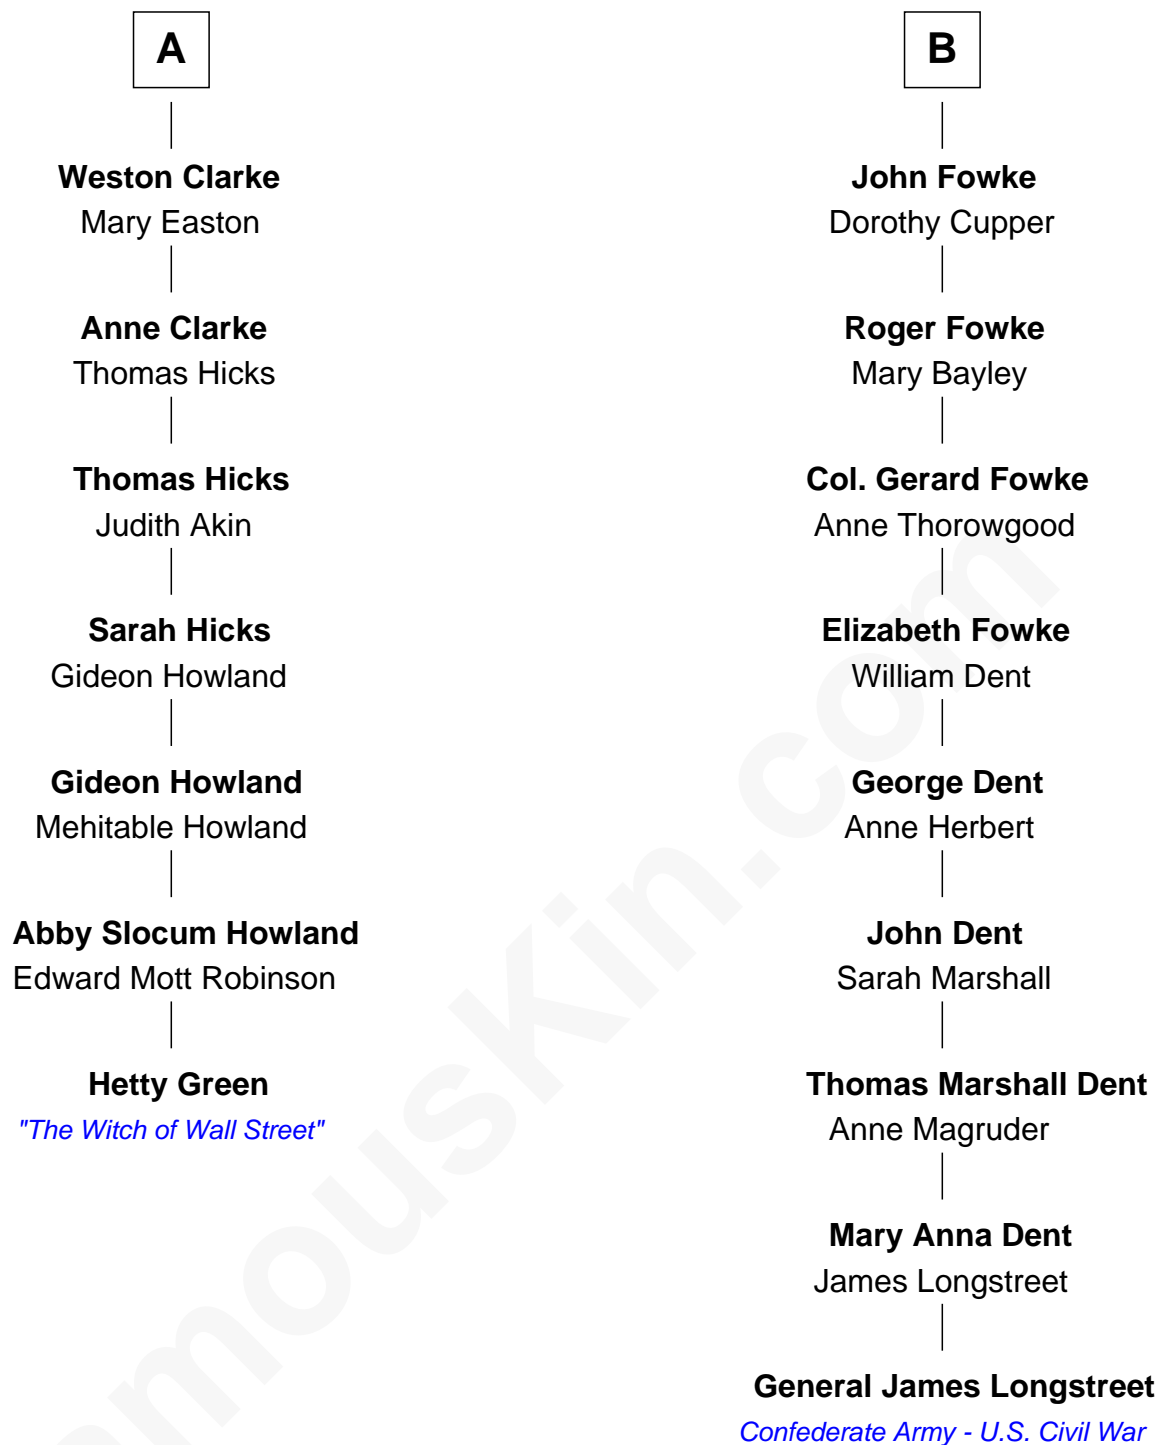 A
Weston Clarke
Mary Easton
Anne Clarke
Thomas Hicks
Thomas Hicks
Judith Akin
Sarah Hicks
Gideon Howland
Gideon Howland
Mehitable Howland
Abby Slocum Howland
Edward Mott Robinson
Hetty Green
"The Witch of Wall Street"
B
John Fowke
Dorothy Cupper
Roger Fowke
Mary Bayley
Col. Gerard Fowke
Anne Thorowgood
Elizabeth Fowke
William Dent
George Dent
Anne Herbert
John Dent
Sarah Marshall
Thomas Marshall Dent
Anne Magruder
Mary Anna Dent
James Longstreet
General James Longstreet
Confederate Army - U.S. Civil War
amouskin.com